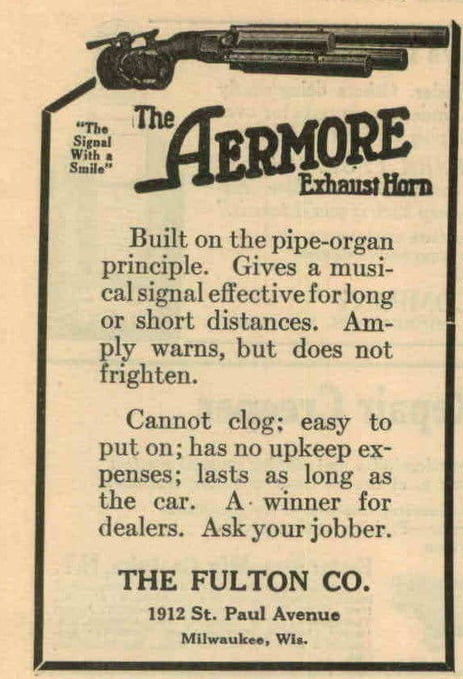 "The
Signal
With a
Smile"
The
AERMORE
Exhaust Horn
Built on the pipe-organ
principle. Gives a musi-
cal signal effective for long
or short distances. Am-
ply warns, but does not
frighten.
Cannot clog; easy to
put on; has no upkeep ex-
penses; lasts as long as
the car. A winner for
dealers. Ask your jobber.
THE FULTON CO.
1912 St. Paul Avenue
Milwaukee, Wis.